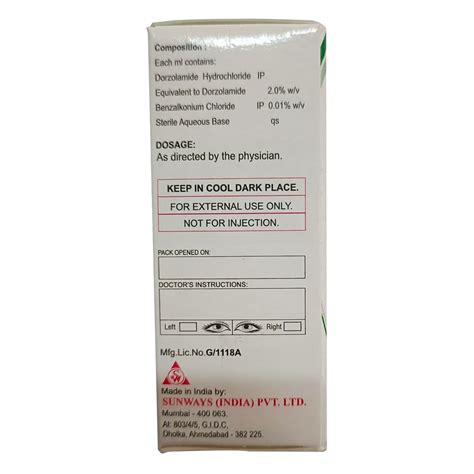 Composition :
Each ml contains:
Dorzolamide Hydrochloride IP
Equivalent to Dorzolamide 2.0% w/v
Benzalkonium Chloride IP 0.01% w/v
Sterile Aqueous Base qs
DOSAGE:
As directed by the physician.
KEEP IN COOL DARK PLACE.
FOR EXTERNAL USE ONLY.
NOT FOR INJECTION.
PACK OPENED ON:
DOCTOR'S INSTRUCTIONS:
Left Right
Mfg.Lic.No.G/1118A
Made in India by:
SUNWAYS (INDIA) PVT. LTD.
Mumbai - 400 063.
At: 803/4/5, G.I.D.C,
Dholka, Ahmedabad - 382 225.